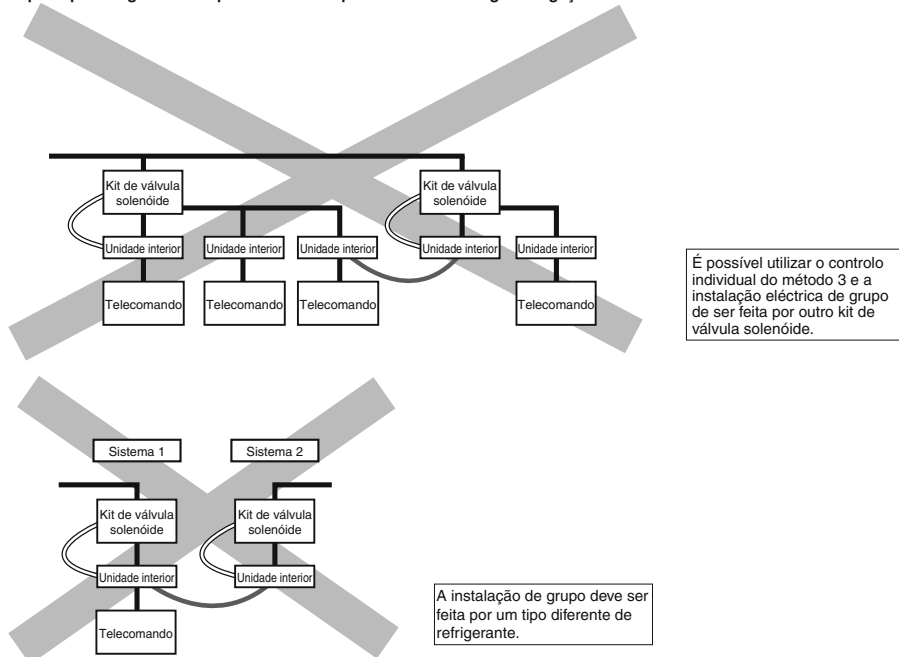 Kit de válvula
solenóide
Kit de válvula
solenóide
Unidade interior
Unidade interior
Unidade interior
Unidade interior
Unidade interior
Telecomando
Telecomando
Telecomando
Telecomando
É possível utilizar o controlo
individual do método 3 e a
instalação eléctrica de grupo
de ser feita por outro kit de
válvula solenóide.
Sistema 1
Sistema 2
Kit de válvula
solenóide
Kit de válvula
solenóide
Unidade interior
Unidade interior
Telecomando
A instalação de grupo deve ser
feita por um tipo diferente de
refrigerante.